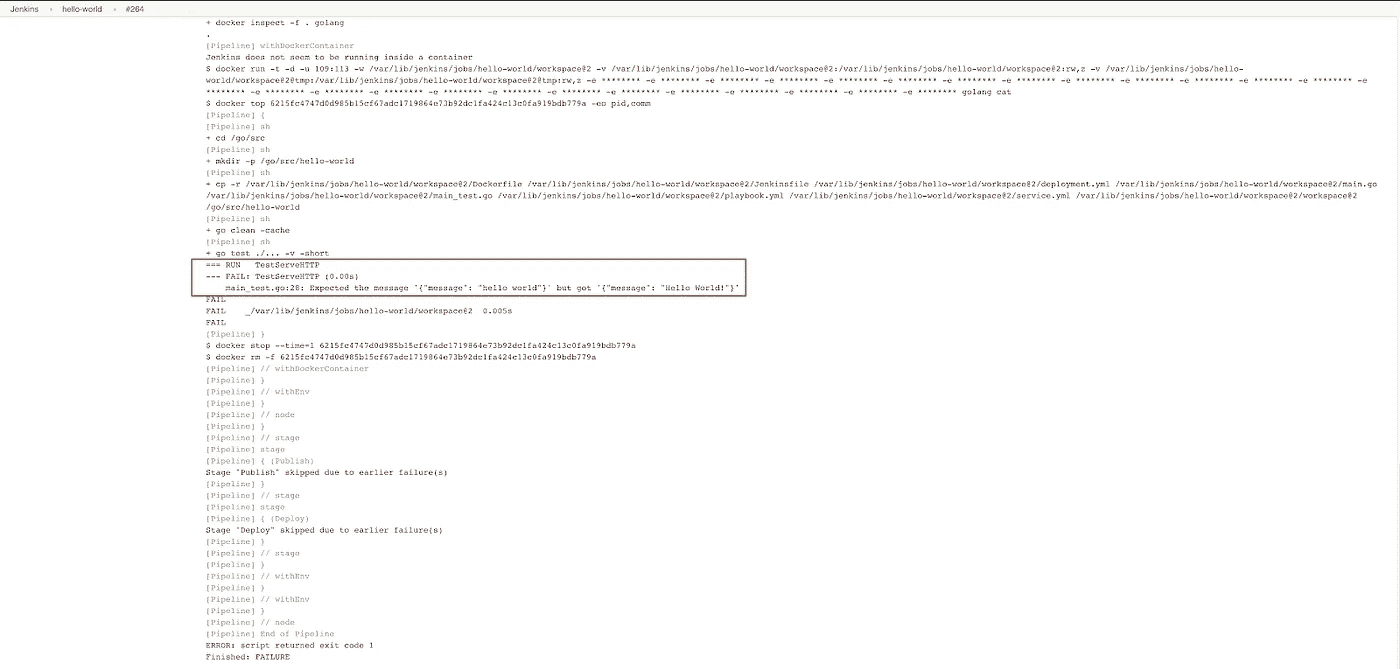 Jenkins › hello-world › #264
+ docker inspect -f . golang
.
[Pipeline] withDockerContainer
Jenkins does not seem to be running inside a container
$ docker run -t -d -u 109:113 -w /var/lib/jenkins/jobs/hello-world/workspace@2 -v /var/lib/jenkins/jobs/hello-world/workspace@2:/var/lib/jenkins/jobs/hello-world/workspace@2:rw,z -v /var/lib/jenkins/jobs/hello-
world/workspace@2@tmp:/var/lib/jenkins/jobs/hello-world/workspace@2@tmp:rw,z -e ******** -e ******** -e ******** -e ******** -e ******** -e ******** -e ******** -e ******** -e ******** -e ******** -e ******** -e ******** -e ******** -e ******** -e
******** -e ******** -e ******** -e ******** -e ******** -e ******** -e ******** -e ******** -e ******** -e ******** -e ******** -e ******** -e ******** golang cat
$ docker top 6215fc4747d0d985b15cf67adc1719864e73b92dc1fa424c13c0fa919bdb779a -eo pid,comm
[Pipeline] {
[Pipeline] sh
+ cd /go/src
[Pipeline] sh
+ mkdir -p /go/src/hello-world
[Pipeline] sh
+ cp -r /var/lib/jenkins/jobs/hello-world/workspace@2/Dockerfile /var/lib/jenkins/jobs/hello-world/workspace@2/Jenkinsfile /var/lib/jenkins/jobs/hello-world/workspace@2/deployment.yml /var/lib/jenkins/jobs/hello-world/workspace@2/main.go
/var/lib/jenkins/jobs/hello-world/workspace@2/main_test.go /var/lib/jenkins/jobs/hello-world/workspace@2/playbook.yml /var/lib/jenkins/jobs/hello-world/workspace@2/service.yml /var/lib/jenkins/jobs/hello-world/workspace@2/workspace@2
/go/src/hello-world
[Pipeline] sh
+ go clean -cache
[Pipeline] sh
+ go test ./... -v -short
=== RUN   TestServeHTTP
--- FAIL: TestServeHTTP (0.00s)
    main_test.go:28: Expected the message '{"message": "hello world"}' but got '{"message": "Hello World!"}'
FAIL
FAIL    _/var/lib/jenkins/jobs/hello-world/workspace@2  0.005s
FAIL
[Pipeline] }
$ docker stop --time=1 6215fc4747d0d985b15cf67adc1719864e73b92dc1fa424c13c0fa919bdb779a
$ docker rm -f 6215fc4747d0d985b15cf67adc1719864e73b92dc1fa424c13c0fa919bdb779a
[Pipeline] // withDockerContainer
[Pipeline] }
[Pipeline] // withEnv
[Pipeline] }
[Pipeline] // node
[Pipeline] }
[Pipeline] // stage
[Pipeline] stage
[Pipeline] { (Publish)
Stage "Publish" skipped due to earlier failure(s)
[Pipeline] }
[Pipeline] // stage
[Pipeline] stage
[Pipeline] { (Deploy)
Stage "Deploy" skipped due to earlier failure(s)
[Pipeline] }
[Pipeline] // stage
[Pipeline] }
[Pipeline] // withEnv
[Pipeline] }
[Pipeline] // withEnv
[Pipeline] }
[Pipeline] // node
[Pipeline] End of Pipeline
ERROR: script returned exit code 1
Finished: FAILURE